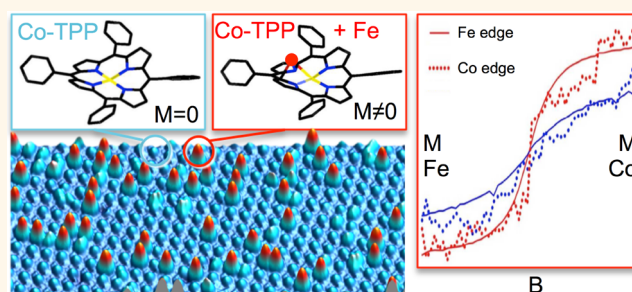 Co-TPP
M=0
Co-TPP + Fe
M≠0
Fe edge
Co edge
M
Fe
M
Co
B